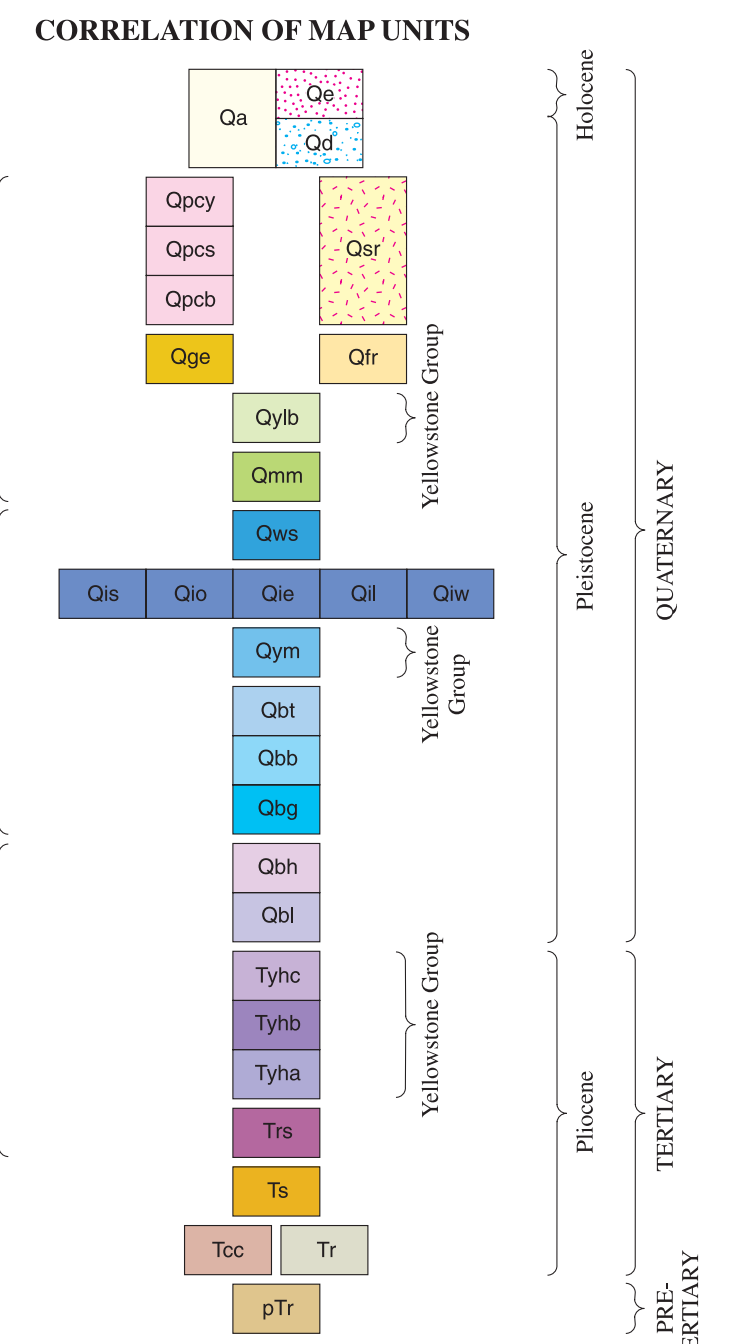 CORRELATION OF MAP UNITS
Qa
Qe
Qd
Holocene
Qpcy
Qpcs
Qpcb
Qsr
Qge
Qfr
Qylb
Yellowstone Group
Qmm
Qws
Pleistocene
QUATERNARY
Qis
Qio
Qie
Qil
Qiw
Qym
Yellowstone
Group
Qbt
Qbb
Qbg
Qbh
Qbl
Tyhc
Tyhb
Tyha
Yellowstone Group
Pliocene
TERTIARY
Trs
Ts
Tcc
Tr
pTr
PRE-